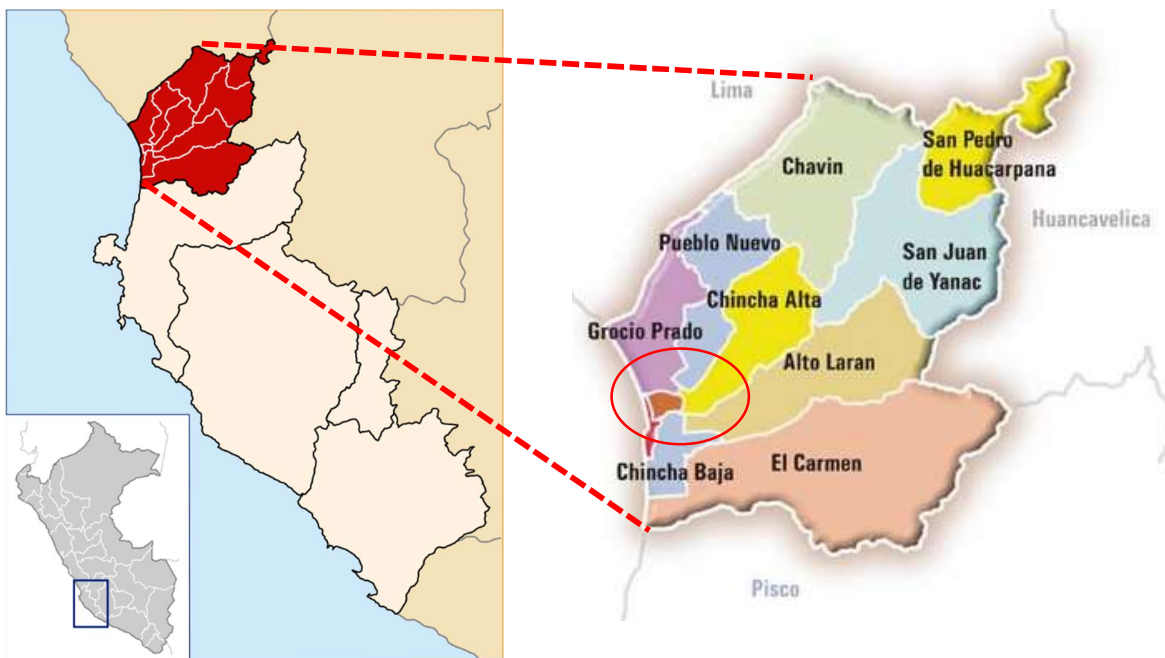 Lima
San Pedro
de Huacarpana
Chavin
Huancavelica
Pueblo Nuevo
San Juan
de Yanac
Chincha Alta
Grocio Prado
Alto Laran
Chincha Baja
El Carmen
Pisco